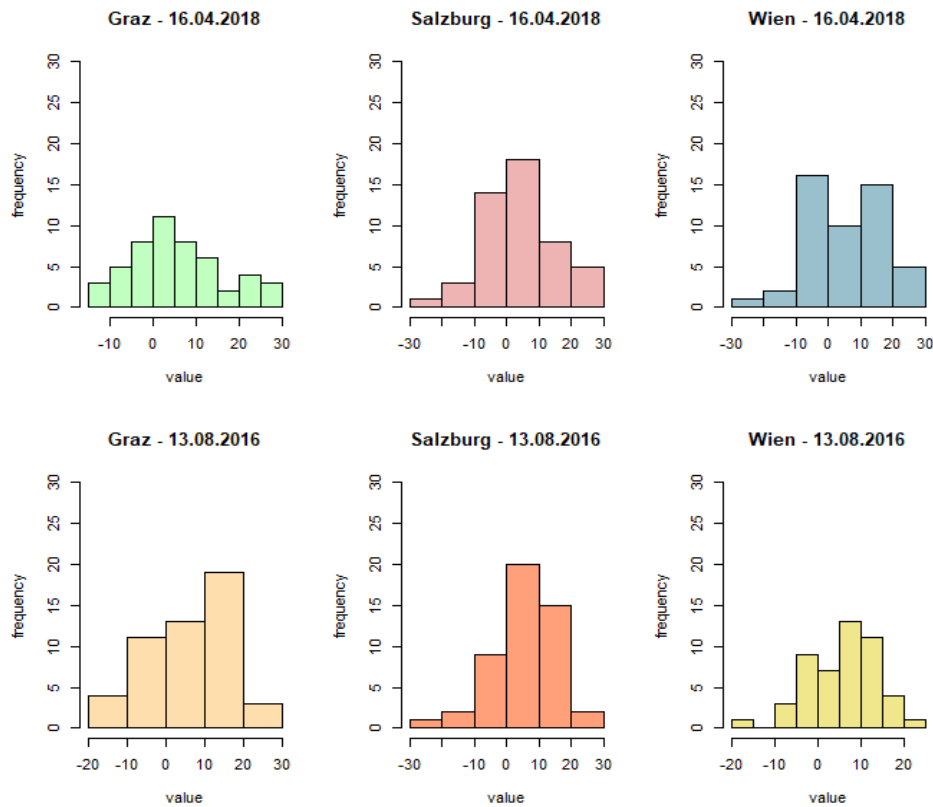 Graz - 16.04.2018
frequency
0 5 10 15 20 25 30
-10 0 10 20 30
value
Salzburg - 16.04.2018
frequency
0 5 10 15 20 25 30
-30 -10 0 10 20 30
value
Wien - 16.04.2018
frequency
0 5 10 15 20 25 30
-30 -10 0 10 20 30
value
Graz - 13.08.2016
frequency
0 5 10 15 20 25 30
-20 -10 0 10 20 30
value
Salzburg - 13.08.2016
frequency
0 5 10 15 20 25 30
-30 -10 0 10 20 30
value
Wien - 13.08.2016
frequency
0 5 10 15 20 25 30
-20 -10 0 10 20
value